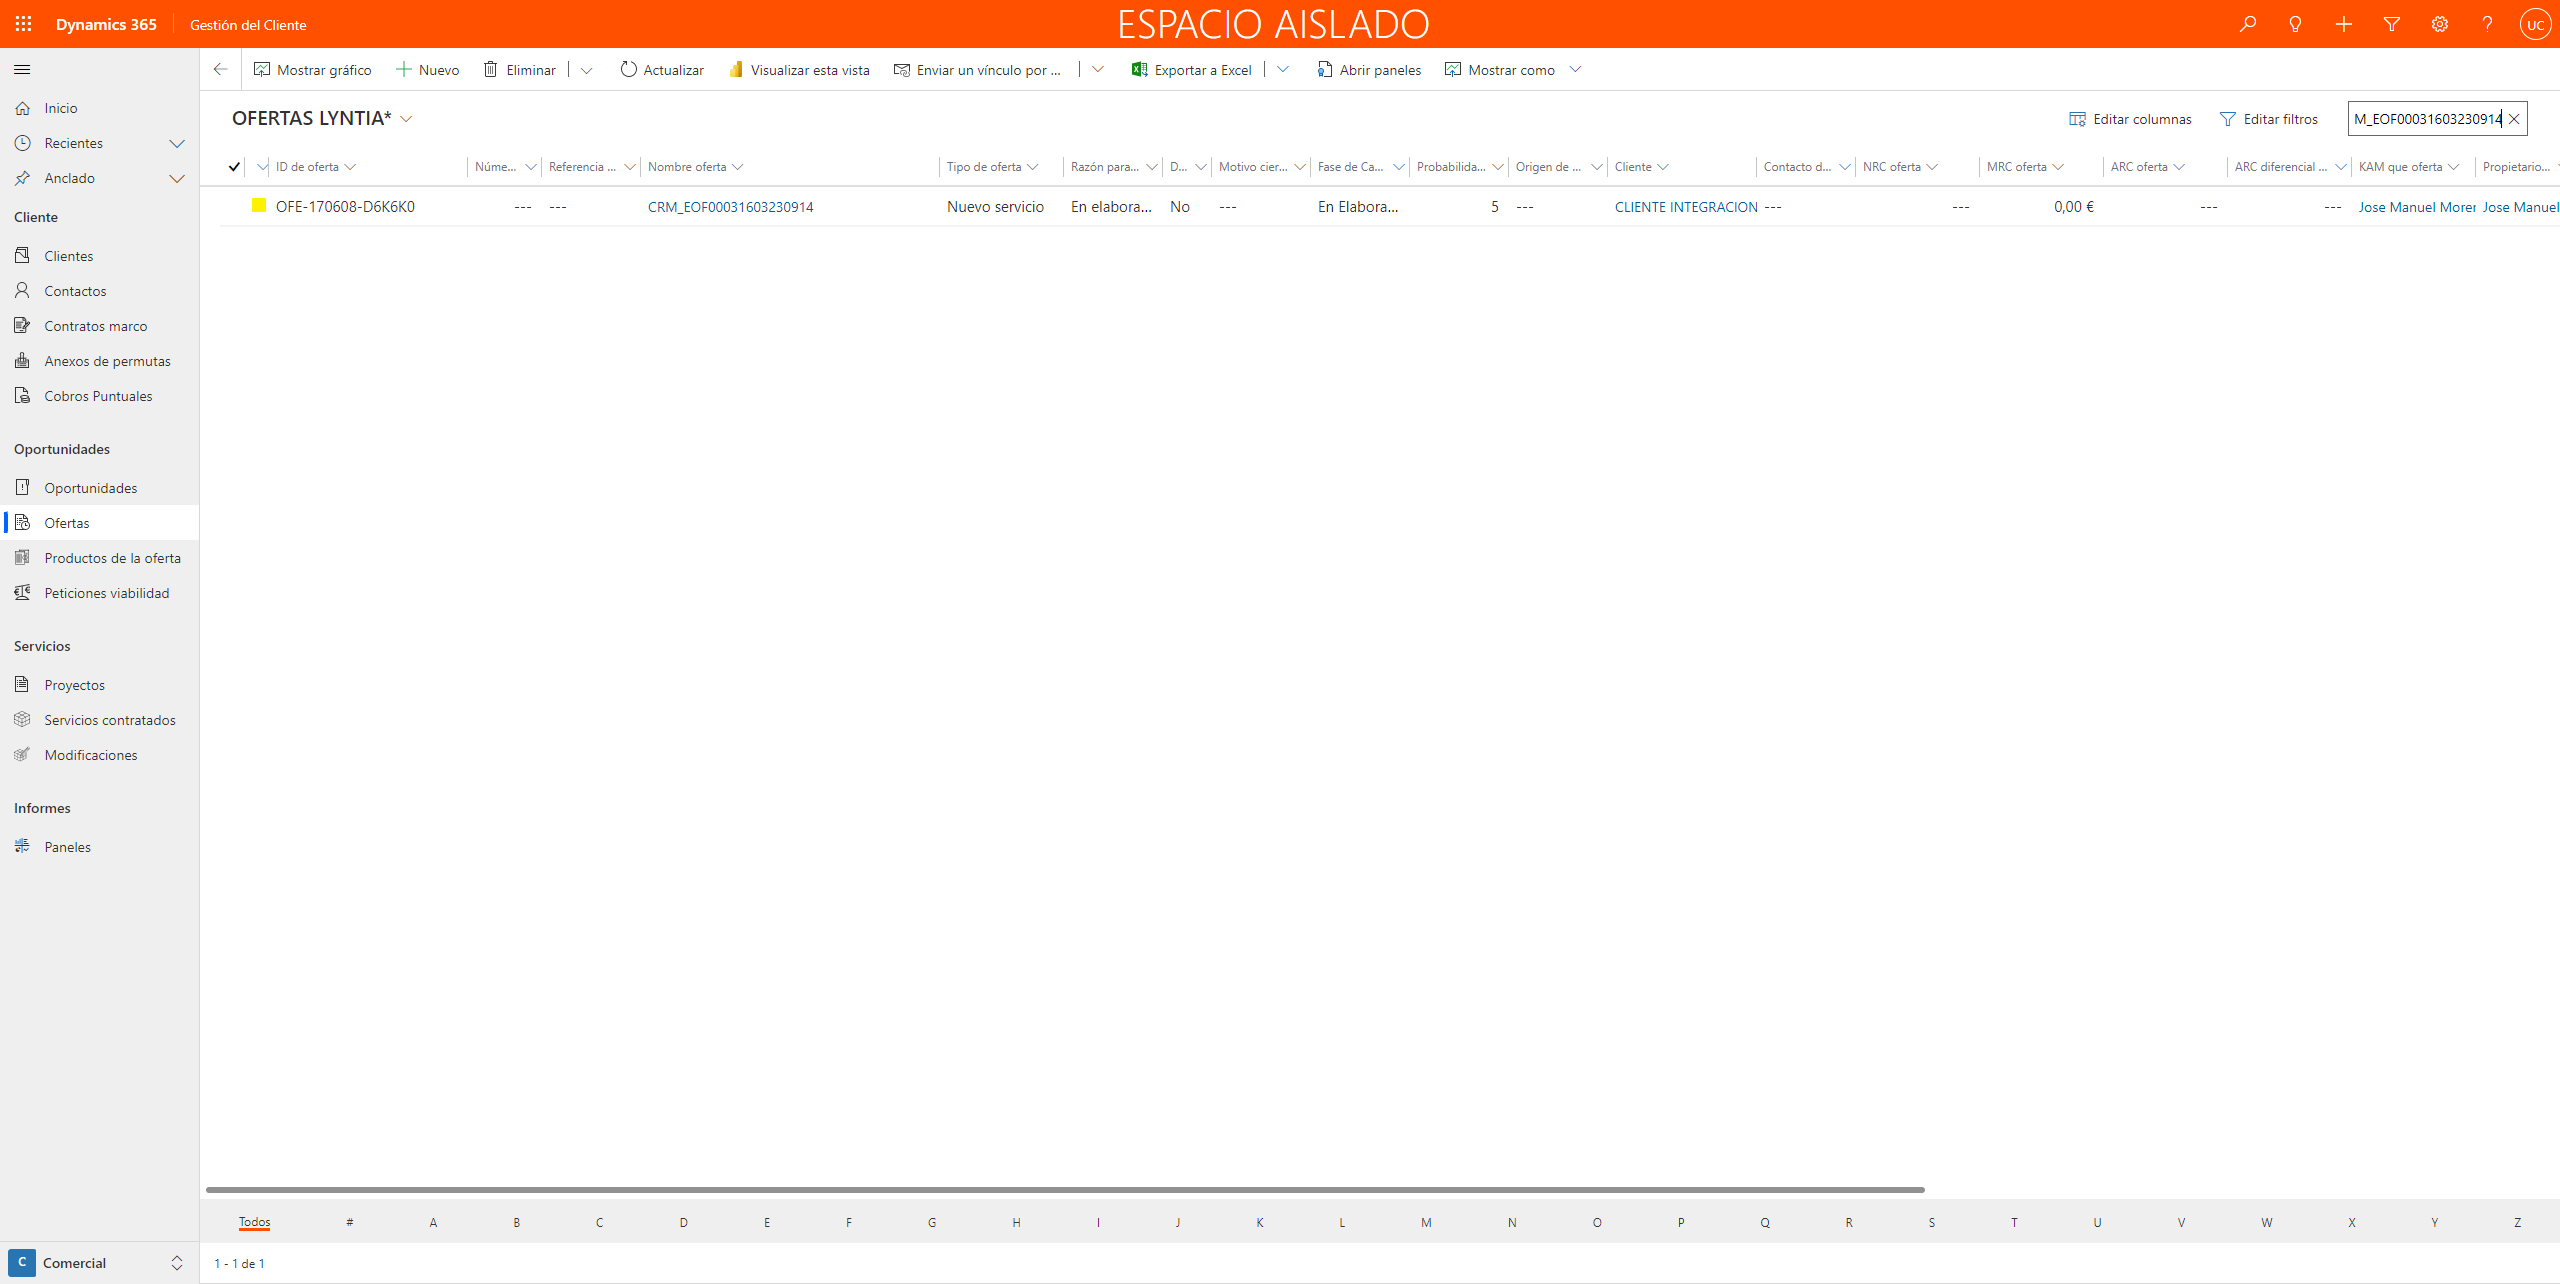 Dynamics 365
Gestión del Cliente
ESPACIO AISLADO
UC
Mostrar gráfico
Nuevo
Eliminar
Actualizar
Visualizar esta vista
Enviar un vínculo por ...
Exportar a Excel
Abrir paneles
Mostrar como
Inicio
Recientes
Anclado
Cliente
Clientes
Contactos
Contratos marco
Anexos de permutas
Cobros Puntuales
Oportunidades
Oportunidades
Ofertas
Productos de la oferta
Peticiones viabilidad
Servicios
Proyectos
Servicios contratados
Modificaciones
Informes
Paneles
C Comercial
OFERTAS LYNTIA*
Editar columnas
Editar filtros
M_EOF00031603230914
ID de oferta Núme... Referencia ... Nombre oferta Tipo de oferta Razón para... D... Motivo cier... Fase de Ca... Probabilida... Origen de ... Cliente Contacto d... NRC oferta MRC oferta ARC oferta ARC diferencial ... KAM que oferta Propietario...
OFE-170608-D6K6K0 --- --- CRM_EOF00031603230914 Nuevo servicio En elabora... No --- En Elabora... 5 --- CLIENTE INTEGRACION --- --- 0,00 € --- --- Jose Manuel Morer Jose Manuel
Todos # A B C D E F G H I J K L M N O P Q R S T U V W X Y Z
1 - 1 de 1